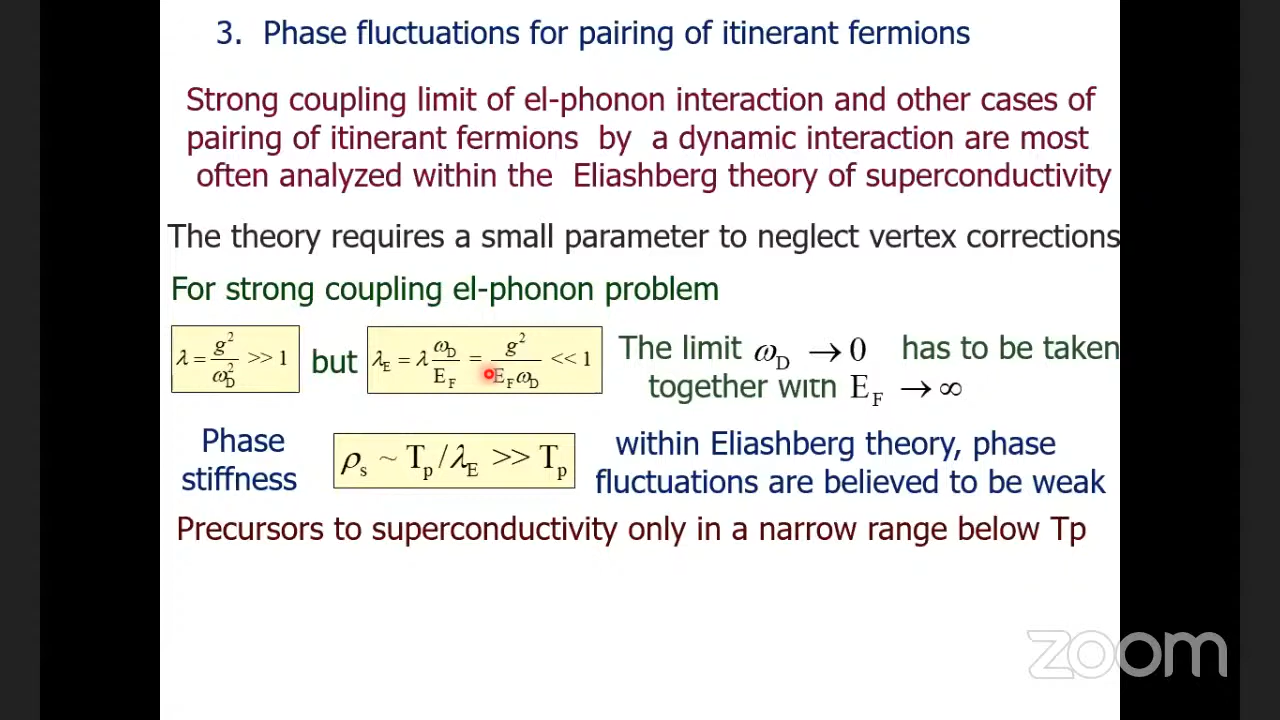 3. Phase fluctuations for pairing of itinerant fermions
Strong coupling limit of el-phonon interaction and other cases of
pairing of itinerant fermions by a dynamic interaction are most
often analyzed within the Eliashberg theory of superconductivity
The theory requires a small parameter to neglect vertex corrections
For strong coupling el-phonon problem
λ = g²/ω_D² >> 1 but λ_E = λ ω_D/E_F = g²/(E_F ω_D) << 1 The limit ω_D → 0 has to be taken
together with E_F → ∞
Phase
stiffness
ρ_s ~ T_p / λ_E >> T_p
within Eliashberg theory, phase
fluctuations are believed to be weak
Precursors to superconductivity only in a narrow range below Tp
zoom